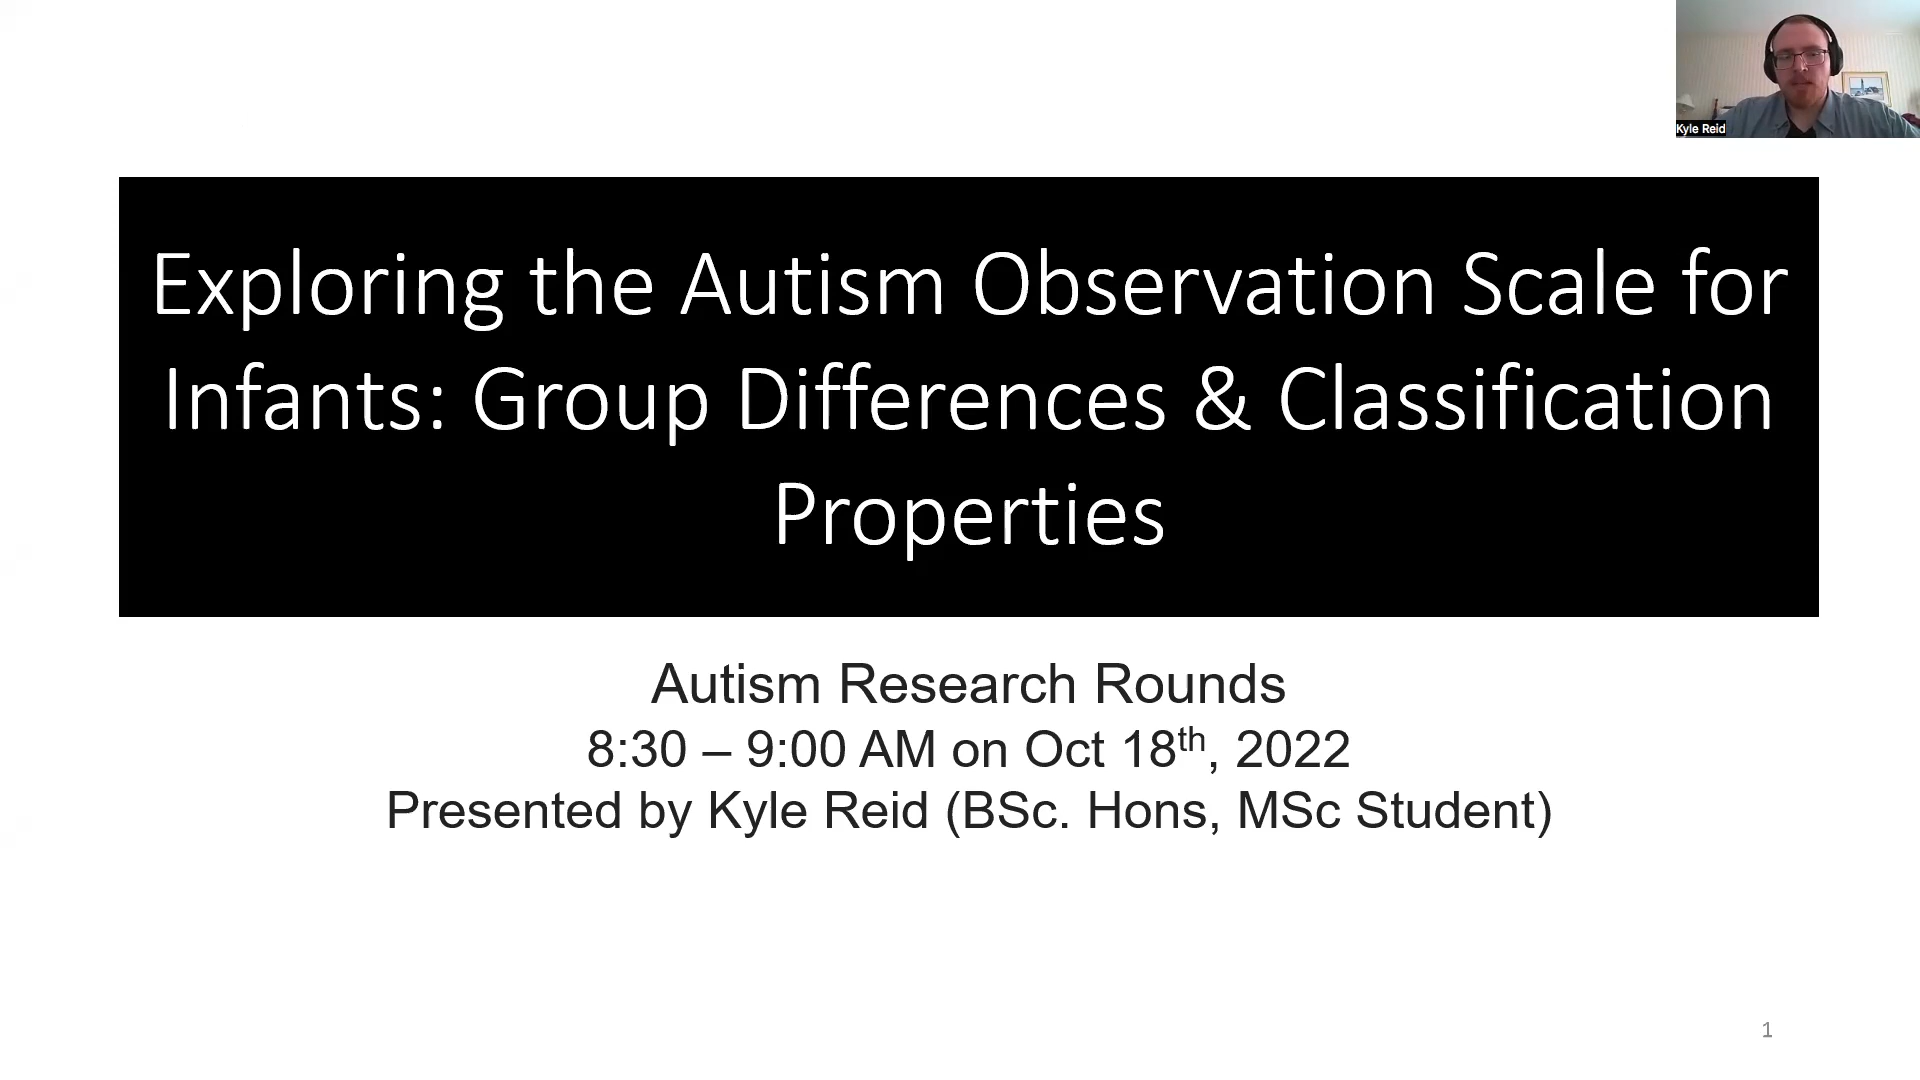 Kyle Reid
Exploring the Autism Observation Scale for
Infants: Group Differences & Classification
Properties
Autism Research Rounds
8:30 – 9:00 AM on Oct 18th, 2022
Presented by Kyle Reid (BSc. Hons, MSc Student)
1